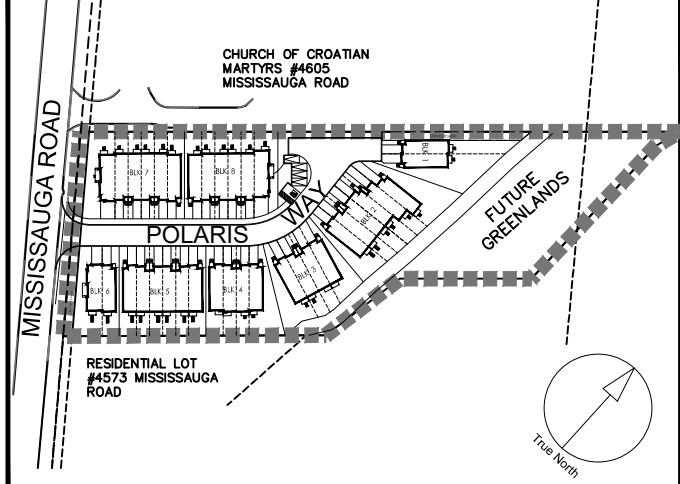 CHURCH OF CROATIAN
MARTYRS #4605
MISSISSAUGA ROAD
MISSISSAUGA ROAD
BLK. 7
BLK. 8
BLK. 1
BLK. 2
POLARIS WAY
FUTURE
GREENLANDS
BLK. 6
BLK. 5
BLK. 4
BLK. 3
RESIDENTIAL LOT
#4573 MISSISSAUGA
ROAD
True North